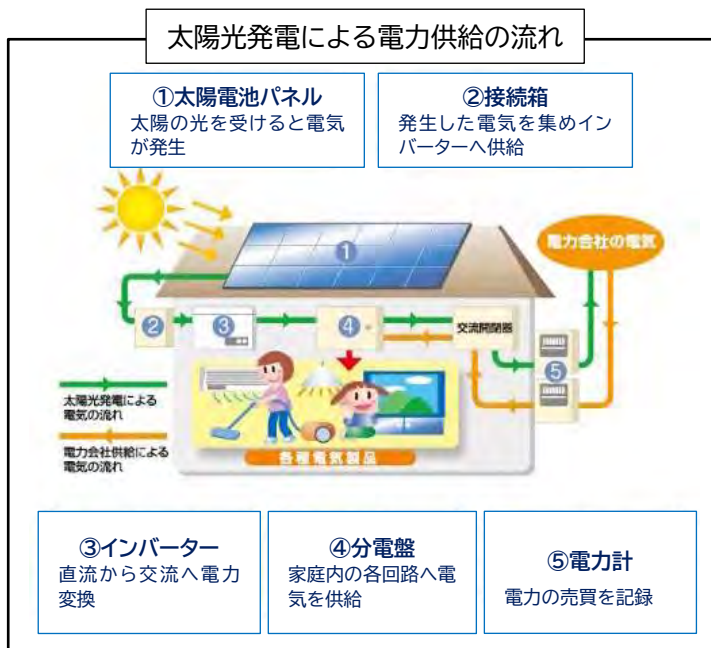 太陽光発電による電力供給の流れ
①太陽電池パネル
太陽の光を受けると電気
が発生
②接続箱
発生した電気を集めイン
バーターへ供給
①
電力会社の電気
②
③
④
交流開閉器
⑤
太陽光発電による
電気の流れ
電力会社供給による
電気の流れ
各種電気製品
③インバーター
直流から交流へ電力
変換
④分電盤
家庭内の各回路へ電
気を供給
⑤電力計
電力の売買を記録